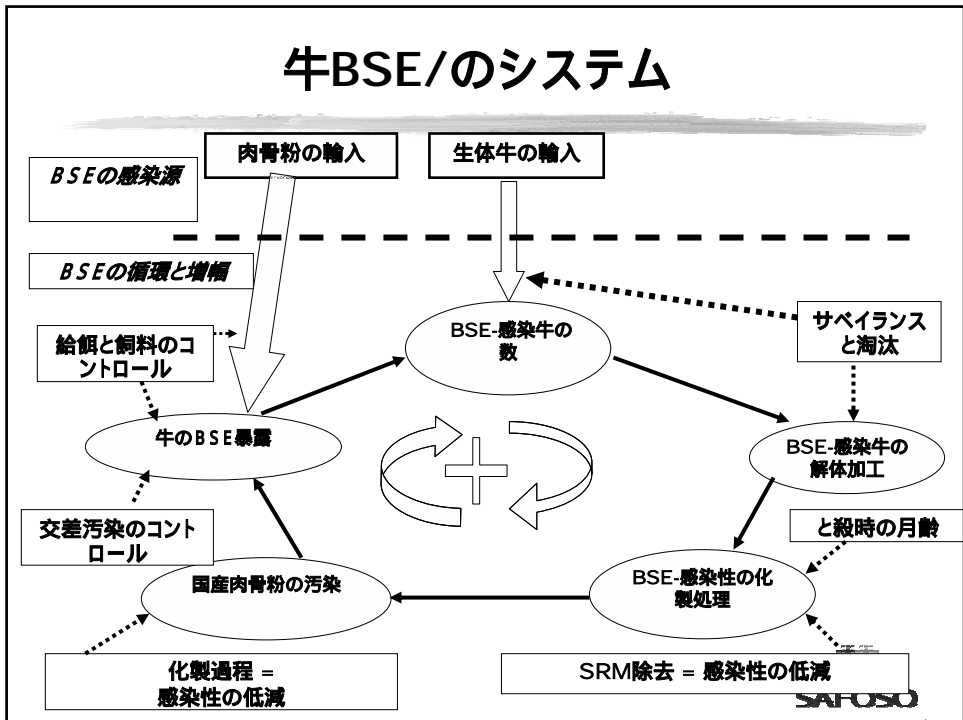 牛BSE/のシステム
肉骨粉の輸入
生体牛の輸入
BSEの感染源
BSEの循環と増幅
BSE-感染牛の
数
サベイランス
と淘汰
給餌と飼料のコ
ントロール
牛のBSE暴露
BSE-感染牛の
解体加工
交差汚染のコント
ロール
と殺時の月齢
国産肉骨粉の汚染
BSE-感染性の化
製処理
化製過程 =
感染性の低減
SRM除去 = 感染性の低減
SAFOSO